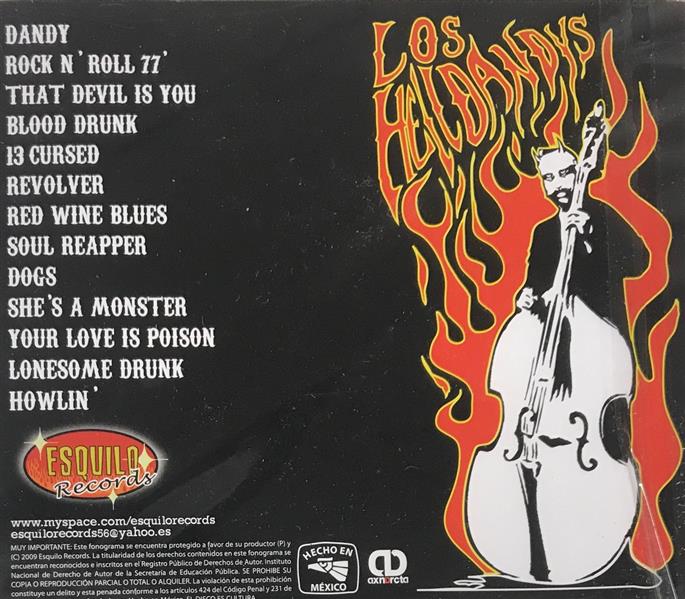 DANDY
ROCK N' ROLL 77'
THAT DEVIL IS YOU
BLOOD DRUNK
13 CURSED
REVOLVER
RED WINE BLUES
SOUL REAPPER
DOGS
SHE'S A MONSTER
YOUR LOVE IS POISON
LONESOME DRUNK
HOWLIN'
LOS
HELLDANDYS
ESQUILO
Records
www.myspace.com/esquilorecords
esquilorecords56@yahoo.es
MUY IMPORTANTE: Este fonograma se encuentra protegido a favor de su productor (P) y
(C) 2009 Esquilo Records. La titularidad de los derechos contenidos en este fonograma se
encuentran reconocidos e inscritos en el Registro Público de Derechos de Autor. Instituto
Nacional de Derecho de Autor de la Secretaría de Educación Pública. SE PROHIBE SU
COPIA O REPRODUCCIÓN PARCIAL O TOTAL O ALQUILER. La violación de esta prohibición
constituye un delito y esta penada conforme a los artículos 424 del Código Penal y 231 de
HECHO EN
MÉXICO
axnorcta